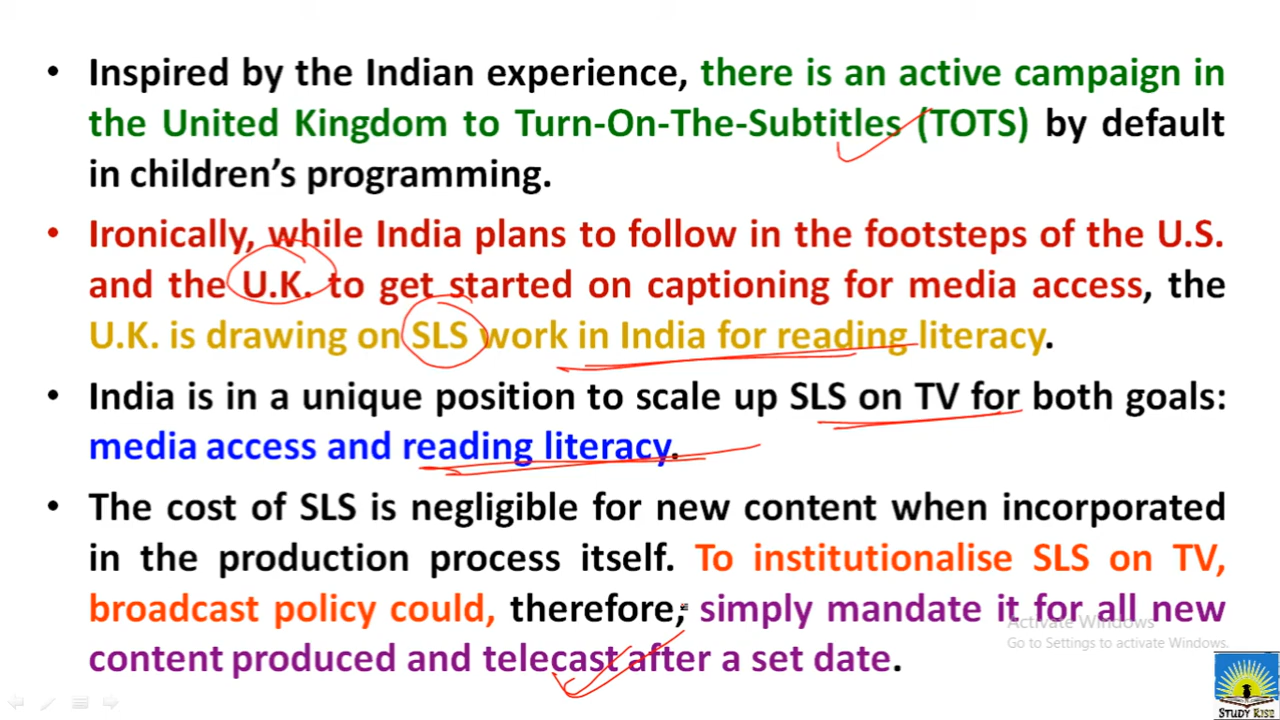 • Inspired by the Indian experience, there is an active campaign in
the United Kingdom to Turn-On-The-Subtitles (TOTS) by default
in children’s programming.
• Ironically, while India plans to follow in the footsteps of the U.S.
and the U.K. to get started on captioning for media access, the
U.K. is drawing on SLS work in India for reading literacy.
• India is in a unique position to scale up SLS on TV for both goals:
media access and reading literacy.
• The cost of SLS is negligible for new content when incorporated
in the production process itself. To institutionalise SLS on TV,
broadcast policy could, therefore, simply mandate it for all new
content produced and telecast after a set date.
Activate Windows
Go to Settings to activate Windows.
STUDY RISE